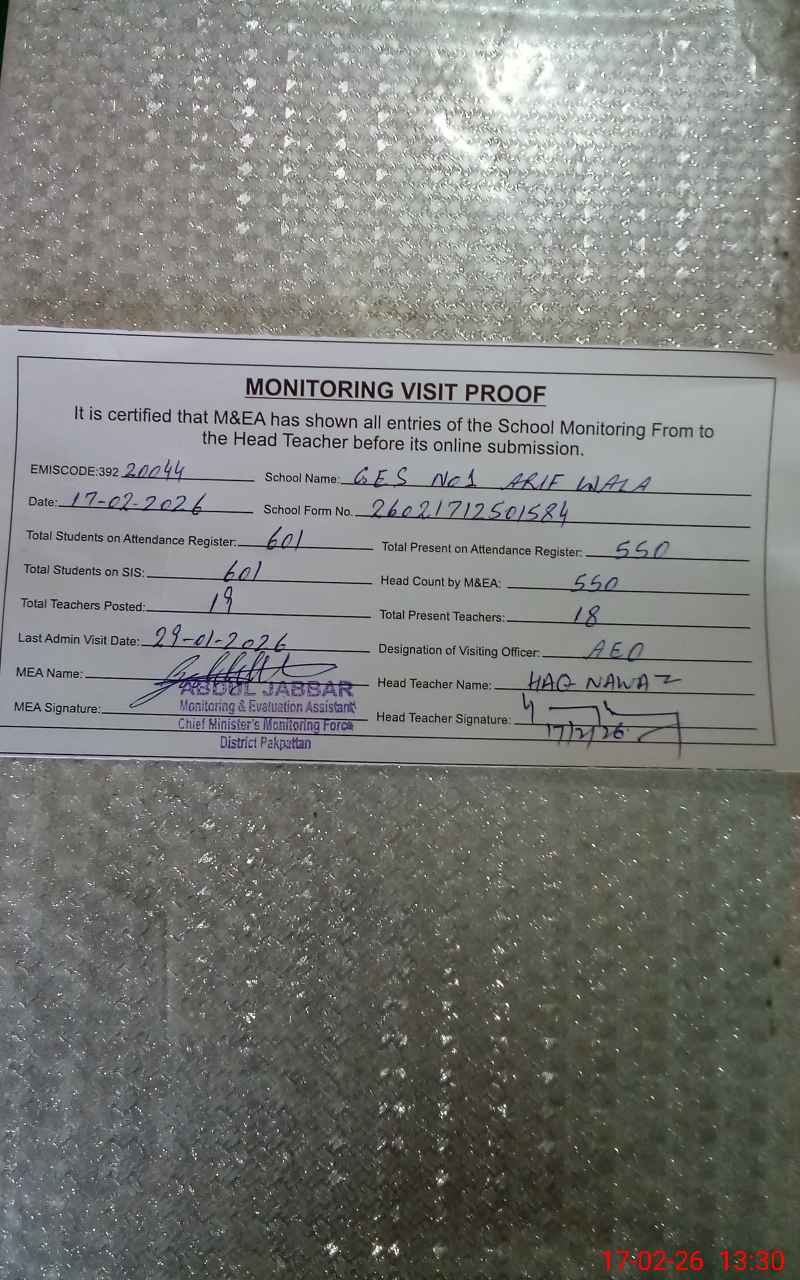 MONITORING VISIT PROOF
It is certified that M&EA has shown all entries of the School Monitoring From to
the Head Teacher before its online submission.
EMISCODE:392 20044 School Name: GES No1 ARIF WALA
Date: 17-02-2026 School Form No. 26021712501584
Total Students on Attendance Register: 601 Total Present on Attendance Register: 550
Total Students on SIS: 601 Head Count by M&EA: 550
Total Teachers Posted: 19 Total Present Teachers: 18
Last Admin Visit Date: 29-01-2026 Designation of Visiting Officer: AEO
MEA Name: ABDUL JABBAR Head Teacher Name: HAQ NAWAZ
Monitoring & Evaluation Assistant
MEA Signature: Chief Minister's Monitoring Force Head Teacher Signature:
17/2/26
District Pakpattan
17-02-26 13:30